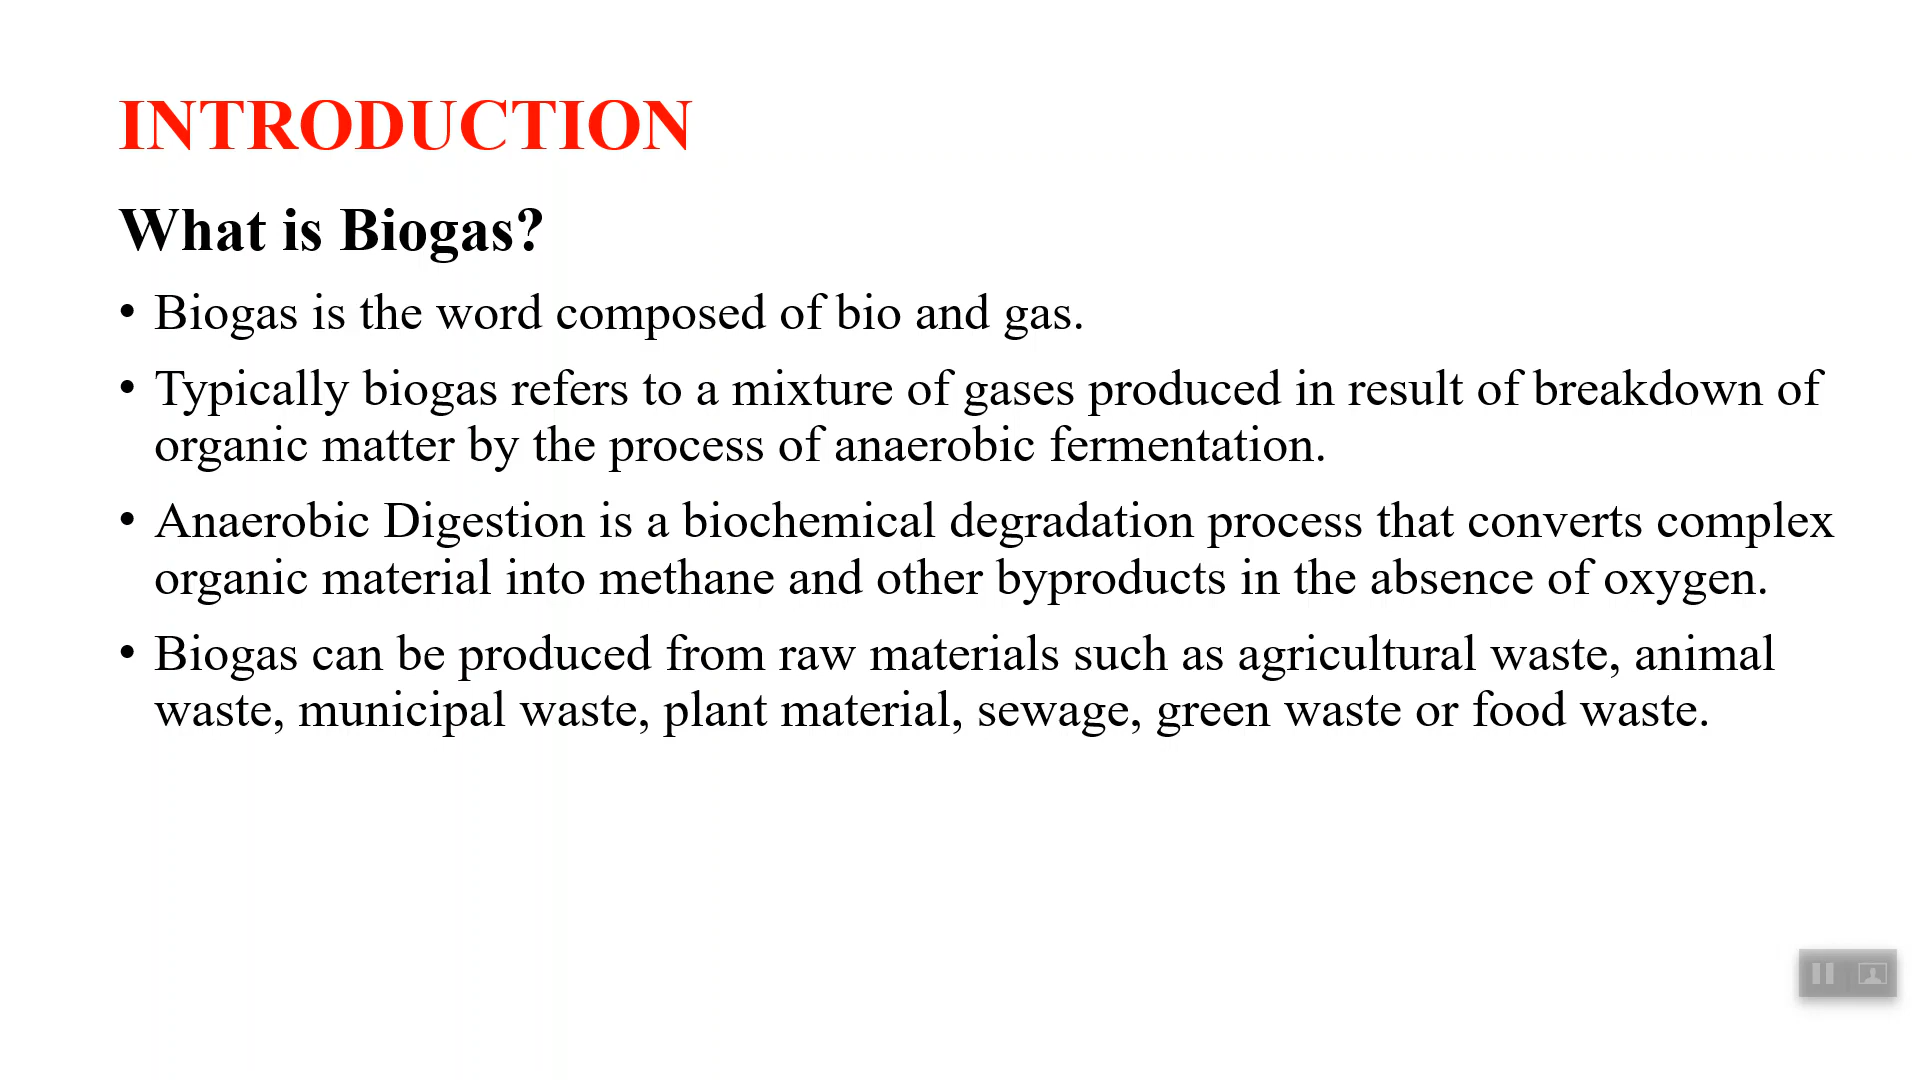 INTRODUCTION
What is Biogas?
• Biogas is the word composed of bio and gas.
• Typically biogas refers to a mixture of gases produced in result of breakdown of
organic matter by the process of anaerobic fermentation.
• Anaerobic Digestion is a biochemical degradation process that converts complex
organic material into methane and other byproducts in the absence of oxygen.
• Biogas can be produced from raw materials such as agricultural waste, animal
waste, municipal waste, plant material, sewage, green waste or food waste.